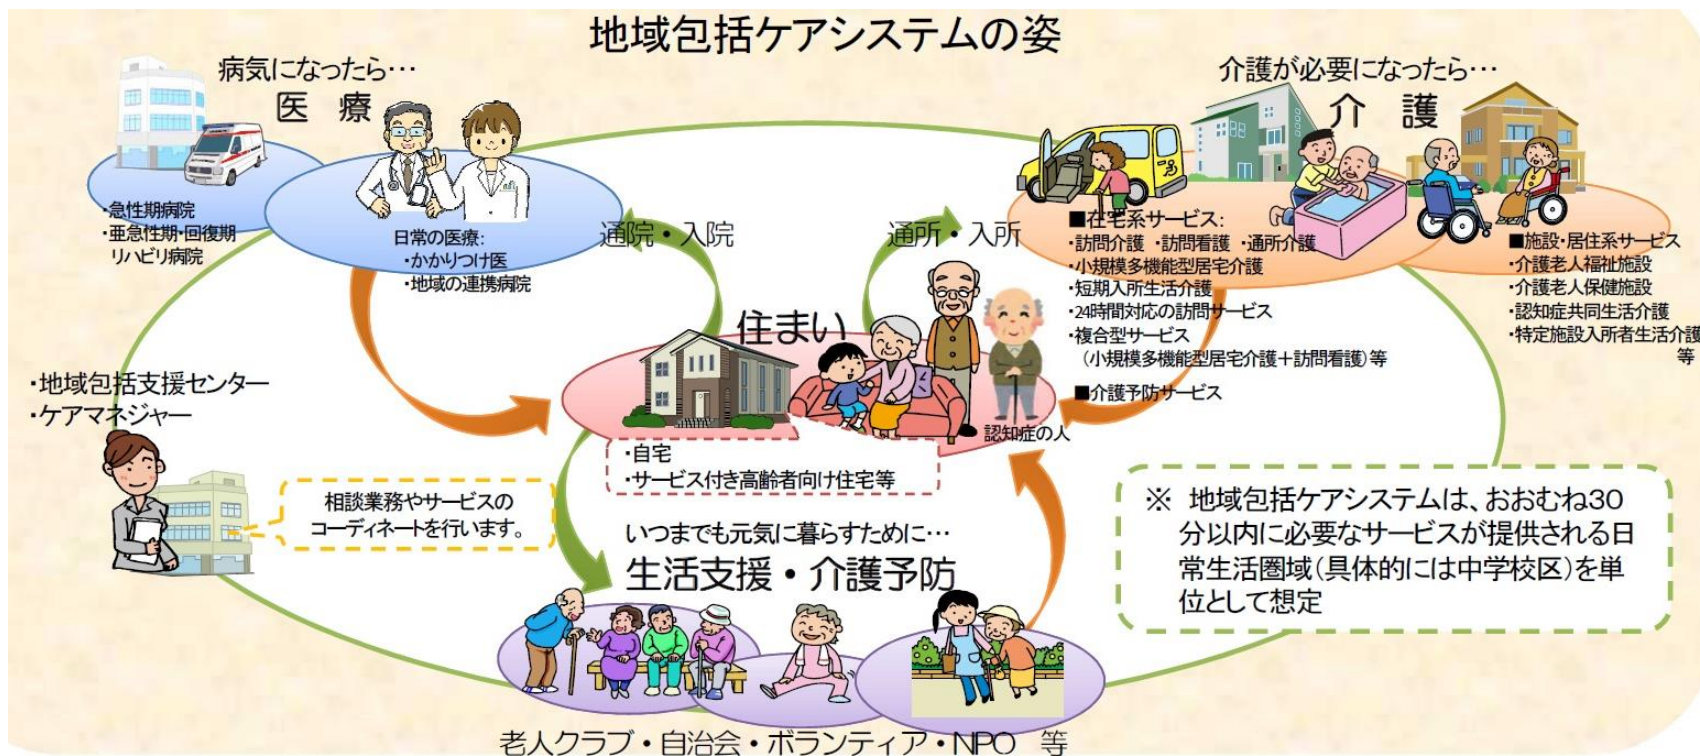 地域包括ケアシステムの姿
病気になったら…
医 療
・急性期病院
・亜急性期・回復期
リハビリ病院
日常の医療:
・かかりつけ医
・地域の連携病院
通院・入院
通所・入所
介護が必要になったら…
介 護
■在宅系サービス:
・訪問介護 ・訪問看護 ・通所介護
・小規模多機能型居宅介護
・短期入所生活介護
・24時間対応の訪問サービス
・複合型サービス
(小規模多機能型居宅介護+訪問看護)等
■介護予防サービス
■施設・居住系サービス
・介護老人福祉施設
・介護老人保健施設
・認知症共同生活介護
・特定施設入所者生活介護
等
住まい
認知症の人
・自宅
・サービス付き高齢者向け住宅等
・地域包括支援センター
・ケアマネジャー
相談業務やサービスの
コーディネートを行います。
いつまでも元気に暮らすために…
生活支援・介護予防
老人クラブ・自治会・ボランティア・NPO 等
※ 地域包括ケアシステムは、おおむね30
分以内に必要なサービスが提供される日
常生活圏域(具体的には中学校区)を単
位として想定